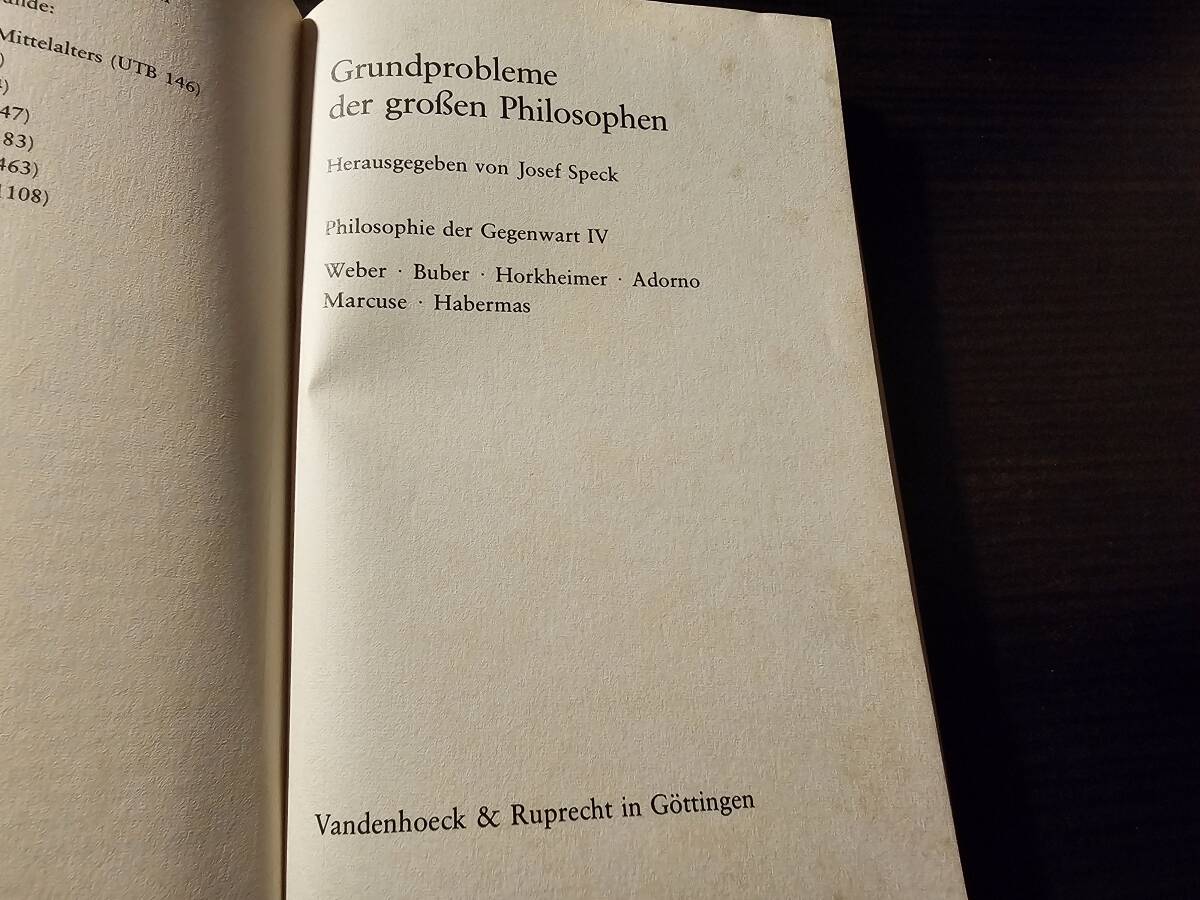 Mittelalters (UTB 146)
47)
83)
463)
1108)
Grundprobleme
der großen Philosophen
Herausgegeben von Josef Speck
Philosophie der Gegenwart IV
Weber · Buber · Horkheimer · Adorno
Marcuse · Habermas
Vandenhoeck & Ruprecht in Göttingen